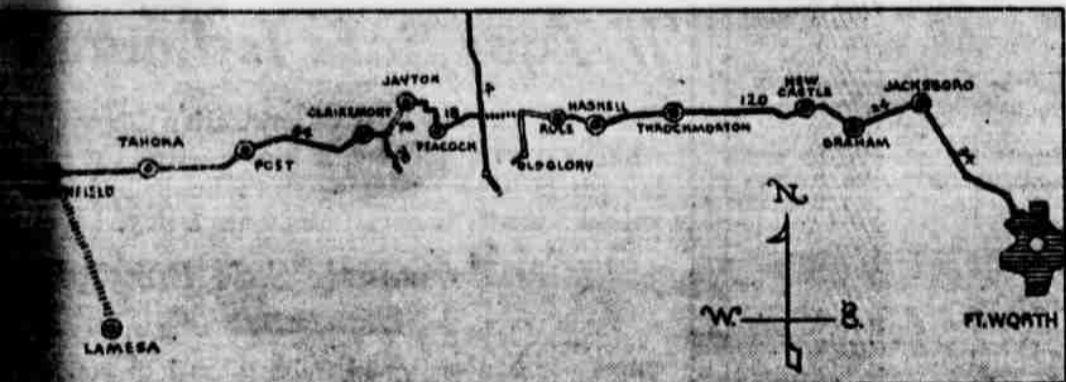 JAYTON
NEW
CASTLE
JACKSBORO
CLAIREMONT
18
HASKELL
120
24
TAHOKA
POST
PEACOCK
RULE
THROCKMORTON
GRAHAM
OLD GLORY
NFIELD
N.
W.
FT. WORTH
LAMESA